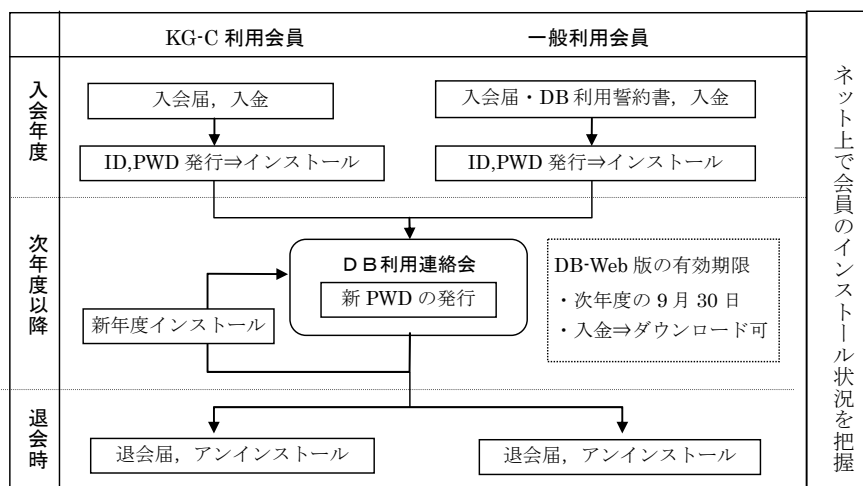 KG-C 利用会員
一般利用会員
入会年度
入会届，入金
入会届・DB 利用誓約書，入金
ID,PWD 発行⇒インストール
ID,PWD 発行⇒インストール
次年度以降
ＤＢ利用連絡会
新 PWD の発行
新年度インストール
DB-Web 版の有効期限
・次年度の 9 月 30 日
・入金⇒ダウンロード可
退会時
退会届，アンインストール
退会届，アンインストール
ネット上で会員のインストール状況を把握